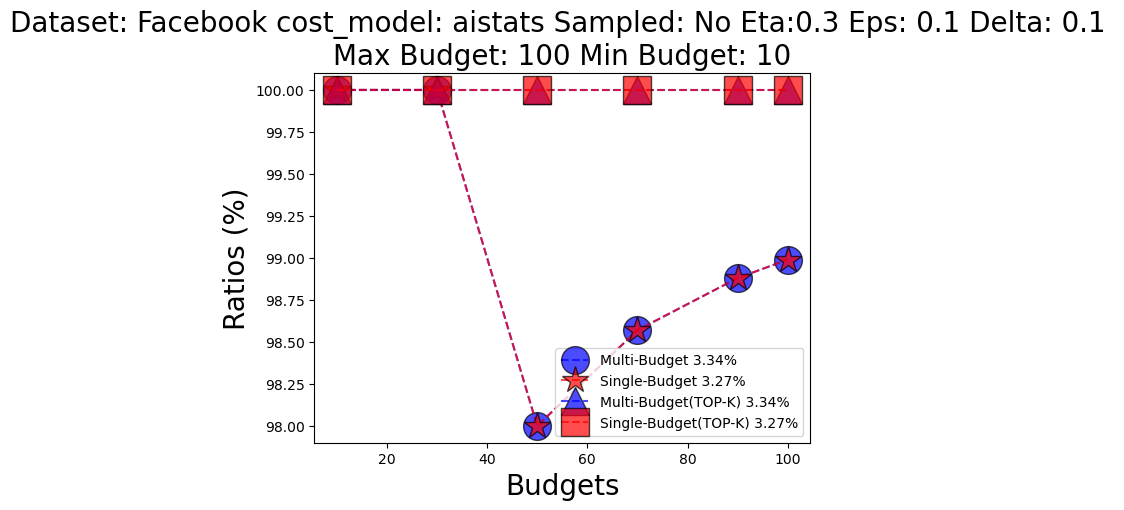 Dataset: Facebook cost_model: aistats Sampled: No Eta:0.3 Eps: 0.1 Delta: 0.1
Max Budget: 100 Min Budget: 10
Ratios (%)
100.00
99.75
99.50
99.25
99.00
98.75
98.50
98.25
98.00
Multi-Budget 3.34%
Single-Budget 3.27%
Multi-Budget(TOP-K) 3.34%
Single-Budget(TOP-K) 3.27%
20 40 60 80 100
Budgets